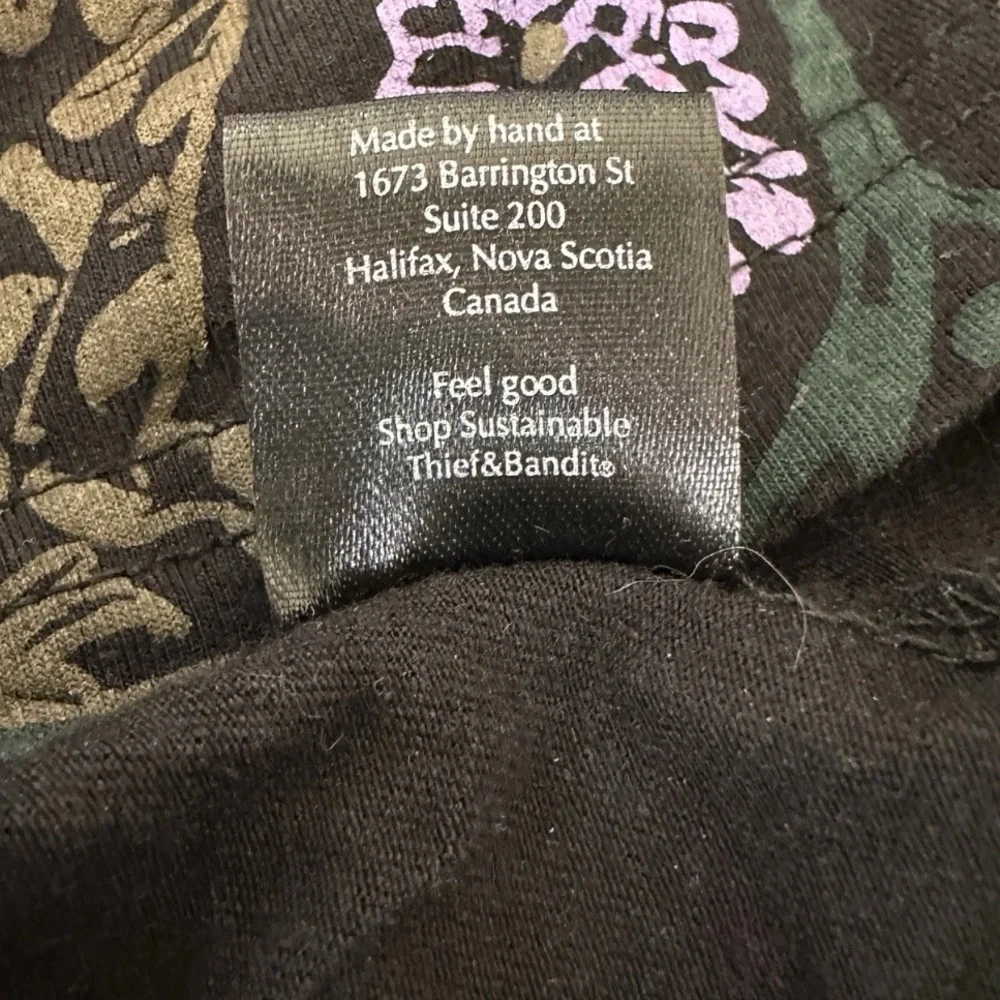 Made by hand at
1673 Barrington St
Suite 200
Halifax, Nova Scotia
Canada
Feel good
Shop Sustainable
Thief&Bandit®